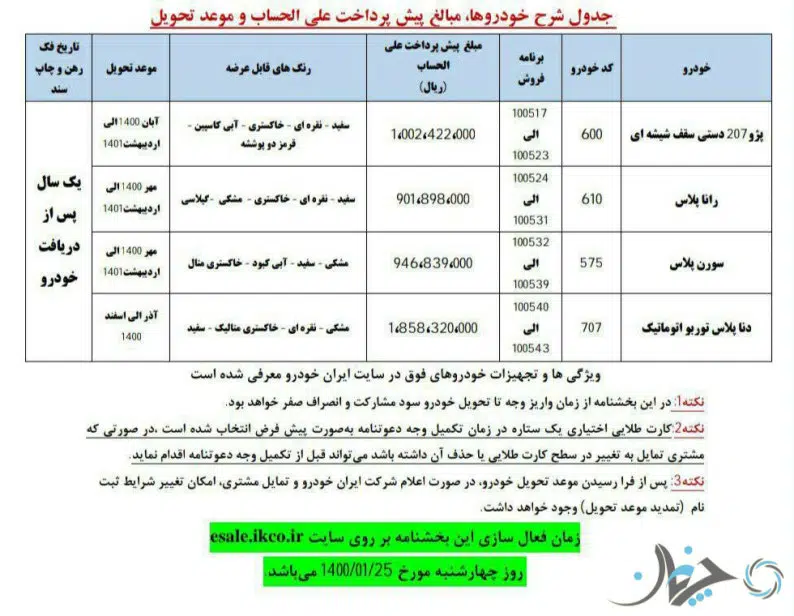 جدول شرح خودروها، مبالغ پیش پرداخت علی الحساب و موعد تحویل
خودرو
کد خودرو
برنامه
فروش
مبلغ پیش پرداخت علی
الحساب
(ریال)
رنگ های قابل عرضه
موعد تحویل
تاریخ فک
رهن و چاپ
سند
پژو 207 دستی سقف شیشه ای
600
100517
الی
100523
1،002،422،000
سفید - نقره ای - خاکستری - آبی کاسپین -
قرمز دو پوششه
آبان 1400 الی
اردیبهشت 1401
یک سال
پس از
دریافت
خودرو
رانا پلاس
610
100524
الی
100531
901،898،000
سفید - نقره ای - خاکستری - مشکی - گیلاسی
مهر 1400 الی
اردیبهشت 1401
سورن پلاس
575
100532
الی
100539
946،839،000
مشکی - سفید - آبی کبود - خاکستری متال
مهر 1400 الی
اردیبهشت 1401
دنا پلاس توربو اتوماتیک
707
100540
الی
100543
1،858،320،000
مشکی - نقره ای - خاکستری متالیک - سفید
آذر الی اسفند
1400
ویژگی ها و تجهیزات خودروهای فوق در سایت ایران خودرو معرفی شده است
نکته1: در این بخشنامه از زمان واریز وجه تا تحویل خودرو سود مشارکت و انصراف صفر خواهد بود.
نکته2: کارت طلایی اختیاری یک ستاره در زمان تکمیل وجه دعوتنامه به‌صورت پیش فرض انتخاب شده است ،در صورتی که
مشتری تمایل به تغییر در سطح کارت طلایی یا حذف آن داشته باشد می‌تواند قبل از تکمیل وجه دعوتنامه اقدام نماید.
نکته3: پس از فرا رسیدن موعد تحویل خودرو، در صورت اعلام شرکت ایران خودرو و تمایل مشتری، امکان تغییر شرایط ثبت
نام (تمدید موعد تحویل) وجود خواهد داشت.
زمان فعال سازی این بخشنامه بر روی سایت esale.ikco.ir
روز چهارشنبه مورخ 1400/01/25 می‌باشد.
چرخان